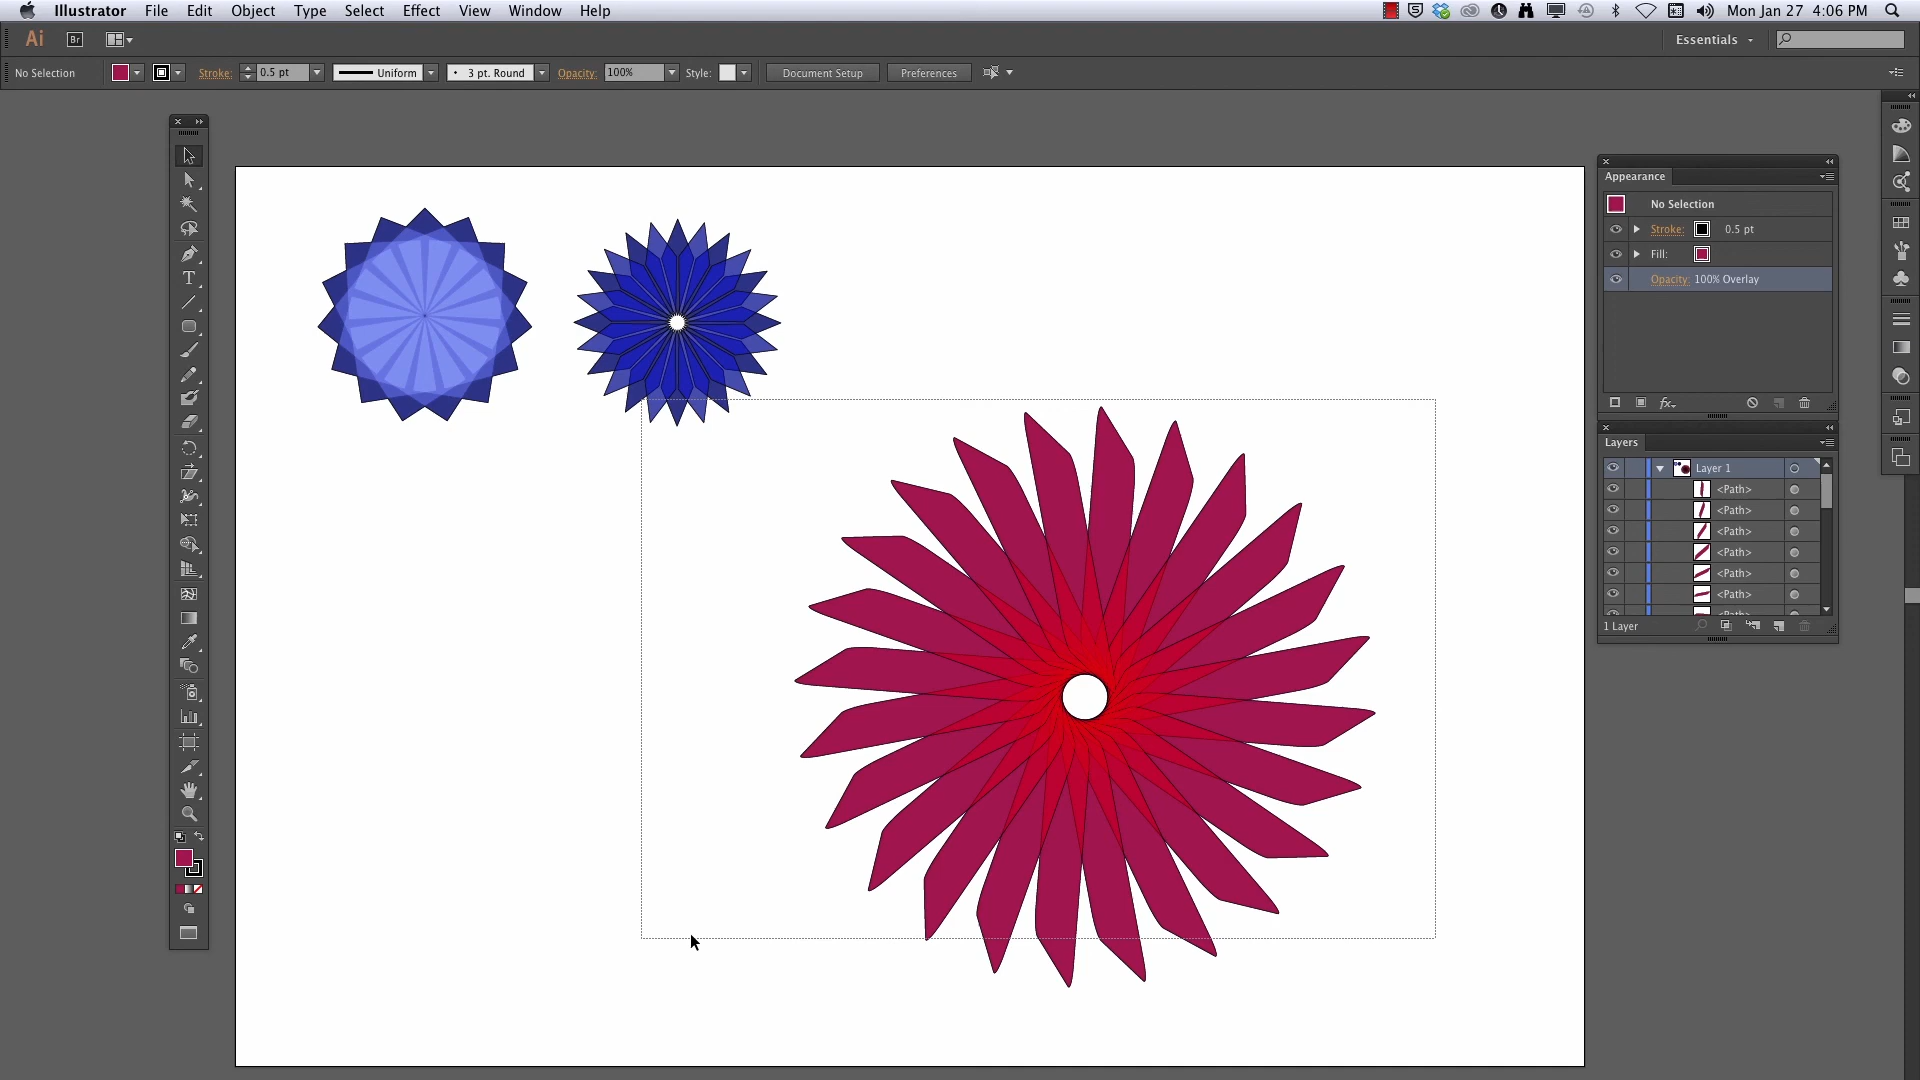 Illustrator File Edit Object Type Select Effect View Window Help Mon Jan 27 4:06 PM
Ai Br Essentials
No Selection Stroke: 0.5 pt Uniform 3 pt. Round Opacity: 100% Style: Document Setup Preferences
Appearance
No Selection
Stroke: 0.5 pt
Fill:
Opacity: 100% Overlay
fx
Layers
Layer 1
<Path>
<Path>
<Path>
<Path>
<Path>
<Path>
1 Layer